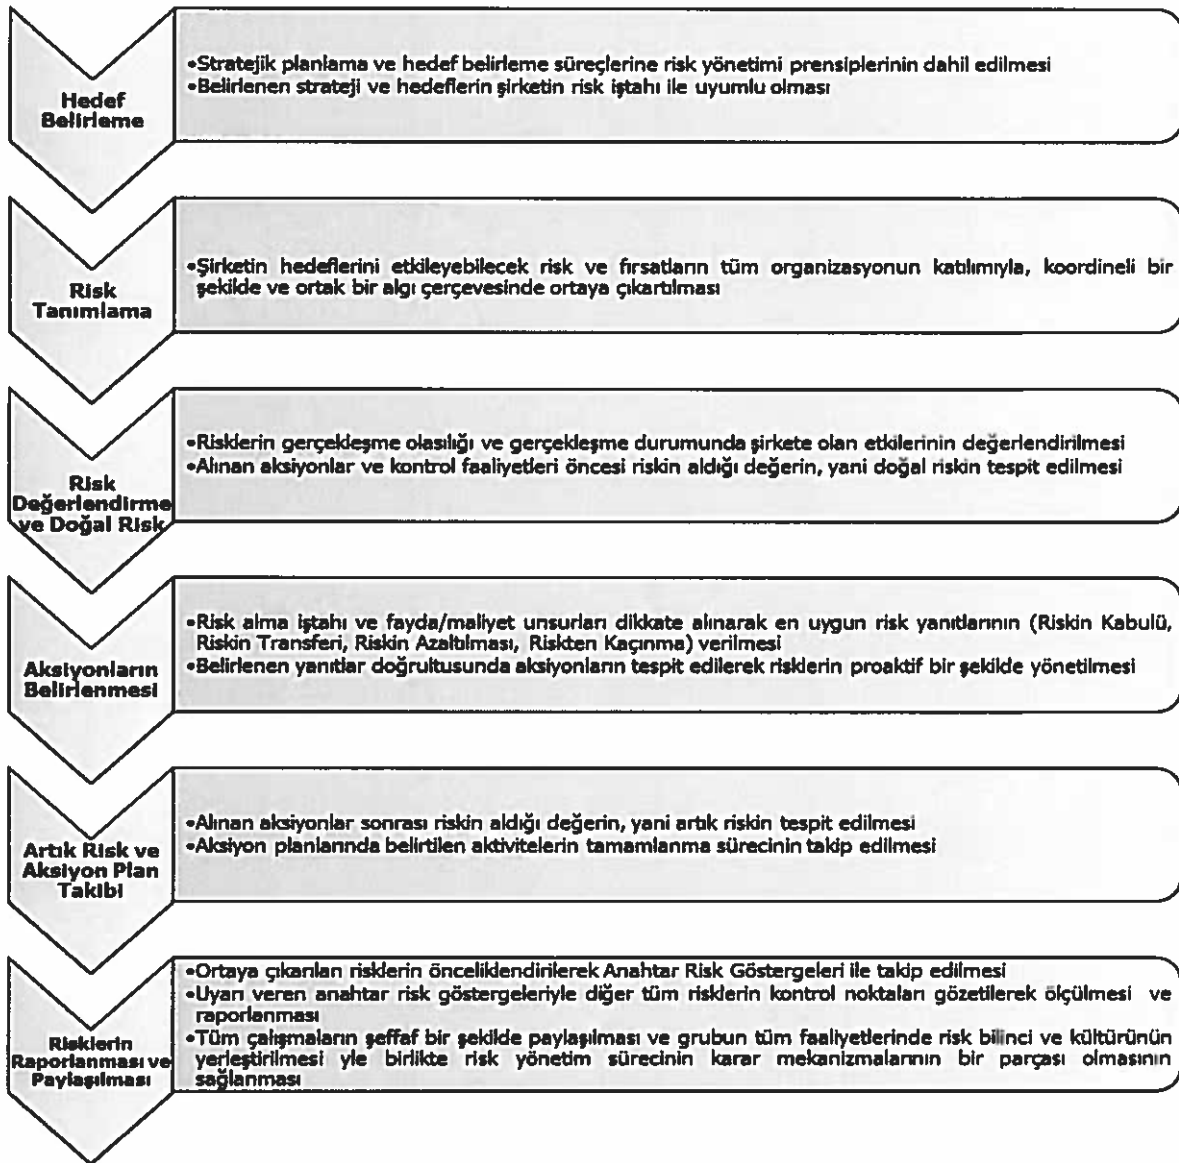 Hedef
Belirleme
•Stratejik planlama ve hedef belirleme süreçlerine risk yönetimi prensiplerinin dahil edilmesi
•Belirlenen strateji ve hedeflerin şirketin risk iştahı ile uyumlu olması
Risk
Tanımlama
•Şirketin hedeflerini etkileyebilecek risk ve fırsatların tüm organizasyonun katılımıyla, koordineli bir
şekilde ve ortak bir algı çerçevesinde ortaya çıkartılması
Risk
Değerlendirme
ve Doğal Risk
•Risklerin gerçekleşme olasılığı ve gerçekleşme durumunda şirkete olan etkilerinin değerlendirilmesi
•Alınan aksiyonlar ve kontrol faaliyetleri öncesi riskin aldığı değerin, yani doğal riskin tespit edilmesi
Aksiyonların
Belirlenmesi
•Risk alma iştahı ve fayda/maliyet unsurları dikkate alınarak en uygun risk yanıtlarının (Riskin Kabulü,
Riskin Transferi, Riskin Azaltılması, Riskten Kaçınma) verilmesi
•Belirlenen yanıtlar doğrultusunda aksiyonların tespit edilerek risklerin proaktif bir şekilde yönetilmesi
Artık Risk ve
Aksiyon Plan
Takibi
•Alınan aksiyonlar sonrası riskin aldığı değerin, yani artık riskin tespit edilmesi
•Aksiyon planlarında belirtilen aktivitelerin tamamlanma sürecinin takip edilmesi
Risklerin
Raporlanması ve
Paylaşılması
•Ortaya çıkarılan risklerin önceliklendirilerek Anahtar Risk Göstergeleri ile takip edilmesi
•Uyarı veren anahtar risk göstergeleriyle diğer tüm risklerin kontrol noktaları gözetilerek ölçülmesi ve
raporlanması
•Tüm çalışmaların şeffaf bir şekilde paylaşılması ve grubun tüm faaliyetlerinde risk bilinci ve kültürünün
yerleştirilmesi yle birlikte risk yönetim sürecinin karar mekanizmalarının bir parçası olmasının
sağlanması